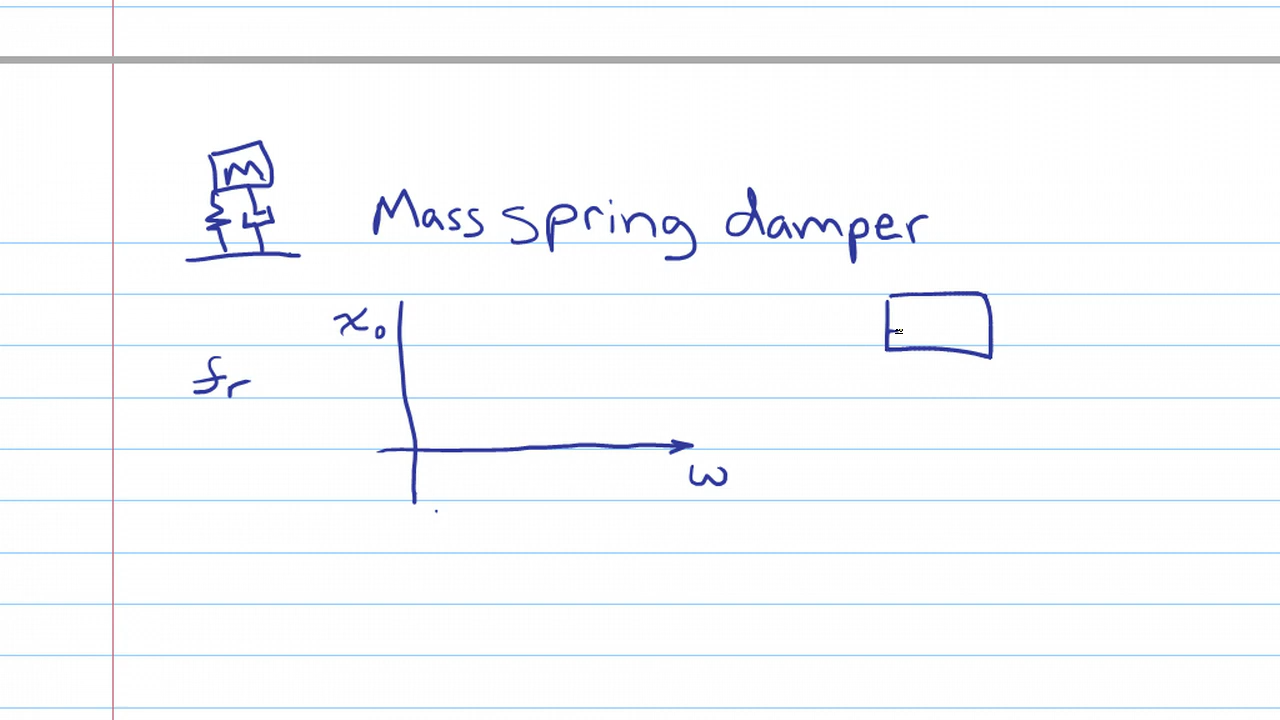 m
Mass spring damper
x₀
fᵣ
ω